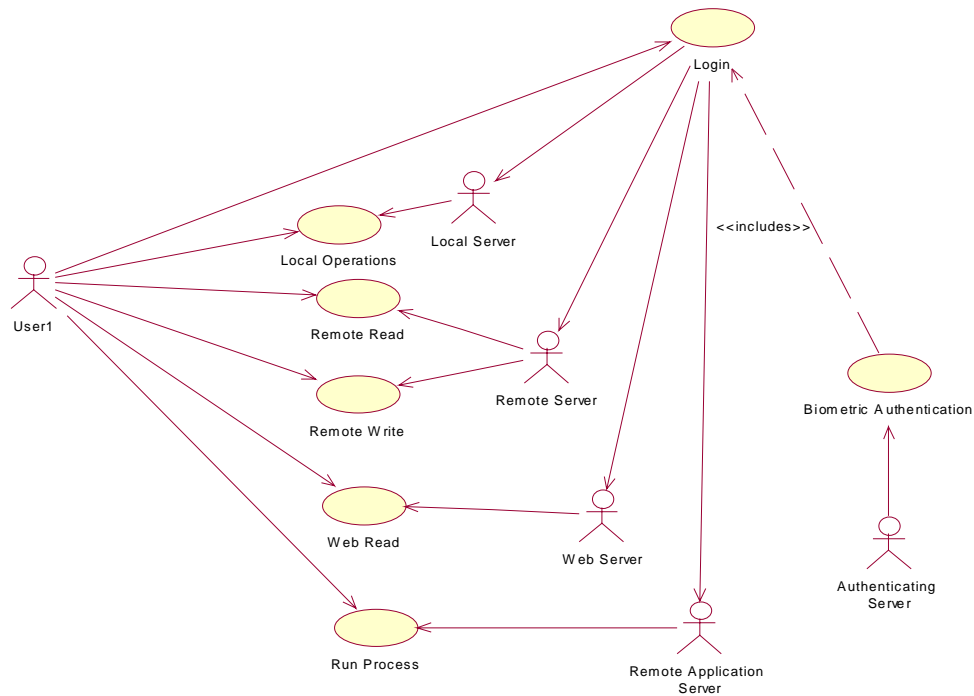 Login
<<includes>>
Local Server
Local Operations
User1
Remote Read
Remote Server
Biometric Authentication
Remote Write
Web Read
Web Server
Authenticating
Server
Run Process
Remote Application
Server